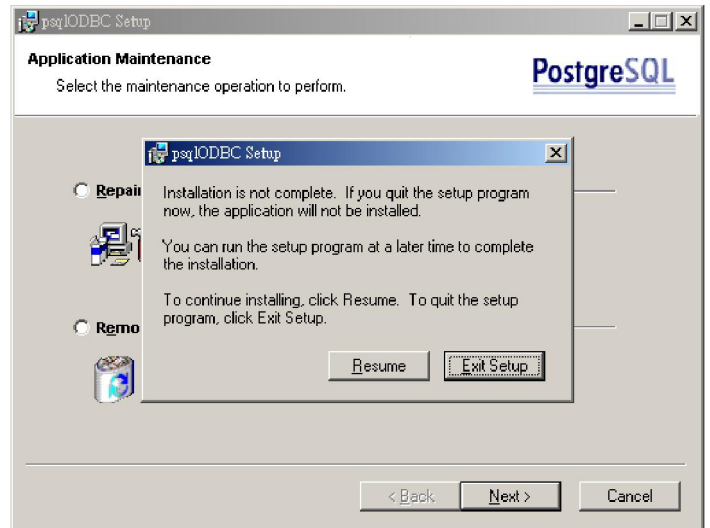 psqlODBC Setup
Application Maintenance
Select the maintenance operation to perform.
PostgreSQL
psqlODBC Setup
Installation is not complete. If you quit the setup program
now, the application will not be installed.
You can run the setup program at a later time to complete
the installation.
To continue installing, click Resume. To quit the setup
program, click Exit Setup.
Resume
Exit Setup
Repair
Remo
< Back
Next >
Cancel